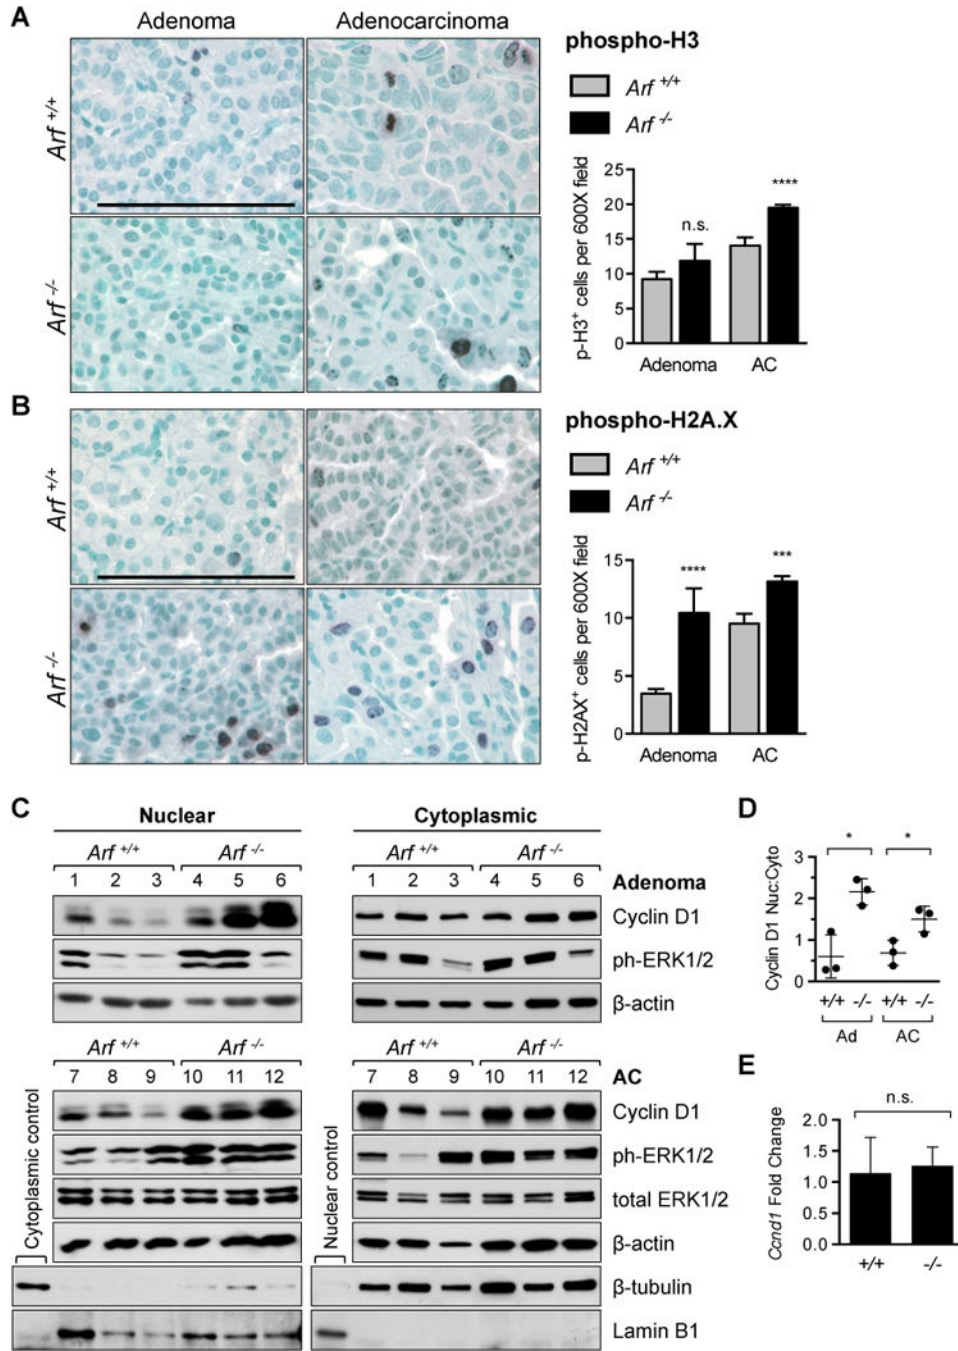 A
Adenoma Adenocarcinoma
Arf +/+
Arf -/-
phospho-H3
Arf +/+
Arf -/-
p-H3+ cells per 600X field
25
20
15
10
5
0
n.s.
****
Adenoma AC
B
Arf +/+
Arf -/-
phospho-H2A.X
Arf +/+
Arf -/-
p-H2AX+ cells per 600X field
15
10
5
0
****
***
Adenoma AC
C
Nuclear Cytoplasmic
Arf +/+ Arf -/- Arf +/+ Arf -/-
1 2 3 4 5 6 1 2 3 4 5 6 Adenoma
Cyclin D1
ph-ERK1/2
β-actin
Arf +/+ Arf -/- Arf +/+ Arf -/-
7 8 9 10 11 12 7 8 9 10 11 12 AC
Cytoplasmic control
Nuclear control
Cyclin D1
ph-ERK1/2
total ERK1/2
β-actin
β-tubulin
Lamin B1
D
Cyclin D1 Nuc:Cyto
3
2
1
0
* *
+/+ -/- +/+ -/-
Ad AC
E
Ccnd1 Fold Change
2.0
1.5
1.0
0.5
0.0
n.s.
+/+ -/-